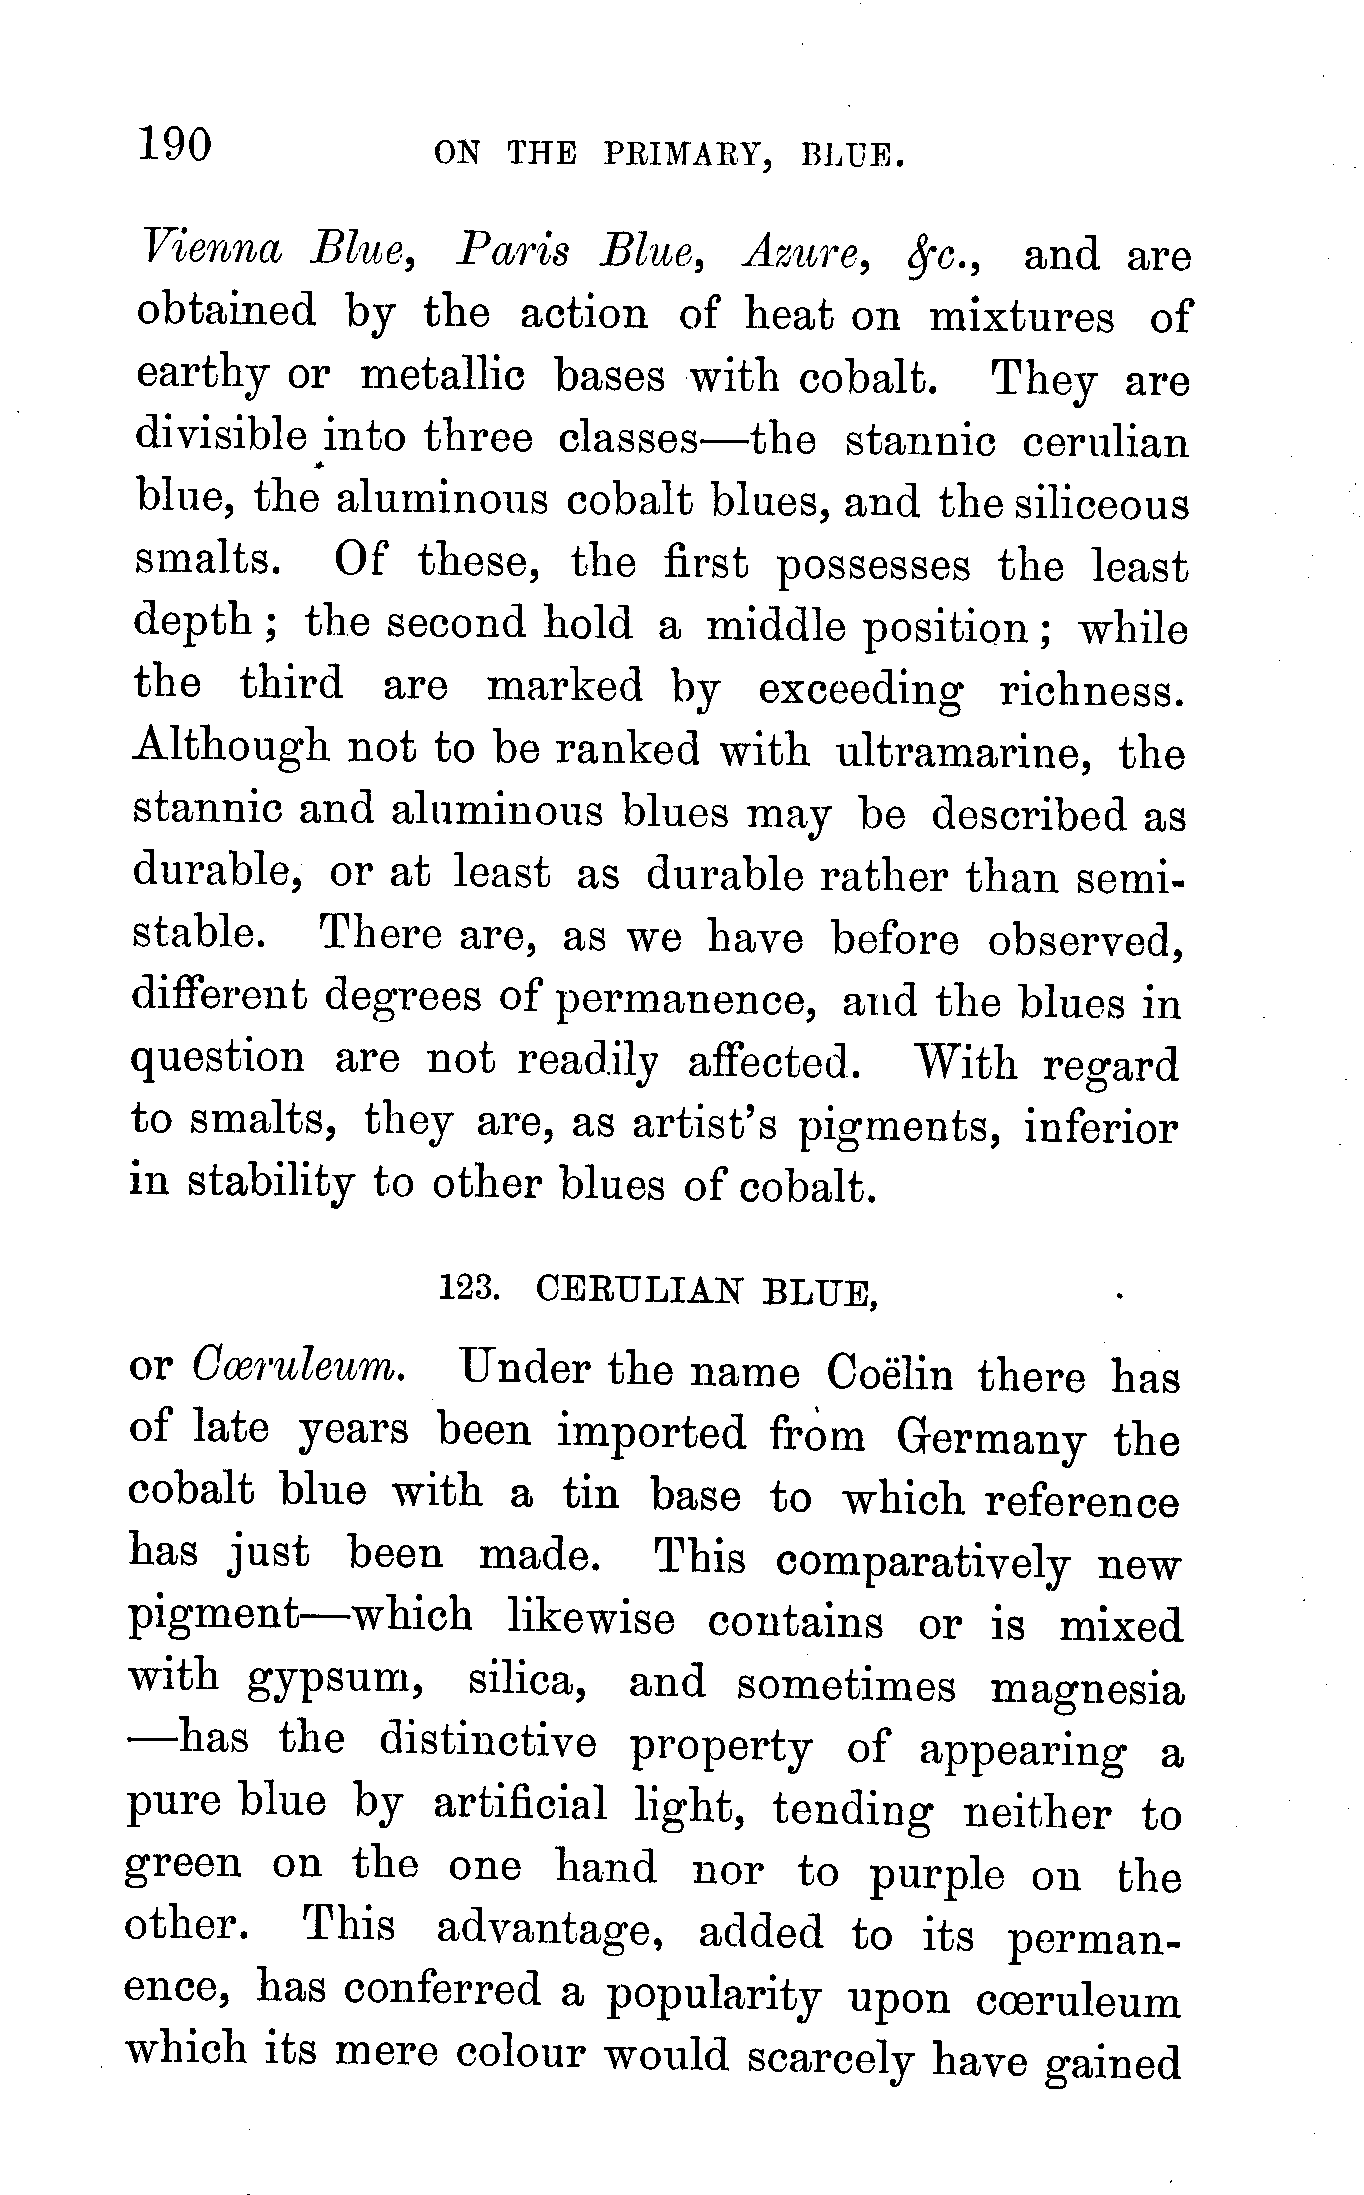 190 ON THE PRIMARY, BLUE.
Vienna Blue, Paris Blue, Azure, &c., and are
obtained by the action of heat on mixtures of
earthy or metallic bases with cobalt. They are
divisible into three classes—the stannic cerulian
blue, the aluminous cobalt blues, and the siliceous
smalts. Of these, the first possesses the least
depth; the second hold a middle position; while
the third are marked by exceeding richness.
Although not to be ranked with ultramarine, the
stannic and aluminous blues may be described as
durable, or at least as durable rather than semi-
stable. There are, as we have before observed,
different degrees of permanence, and the blues in
question are not readily affected. With regard
to smalts, they are, as artist's pigments, inferior
in stability to other blues of cobalt.
123. CERULIAN BLUE,
or Cœruleum. Under the name Coëlin there has
of late years been imported from Germany the
cobalt blue with a tin base to which reference
has just been made. This comparatively new
pigment—which likewise contains or is mixed
with gypsum, silica, and sometimes magnesia
—has the distinctive property of appearing a
pure blue by artificial light, tending neither to
green on the one hand nor to purple on the
other. This advantage, added to its perman-
ence, has conferred a popularity upon cœruleum
which its mere colour would scarcely have gained